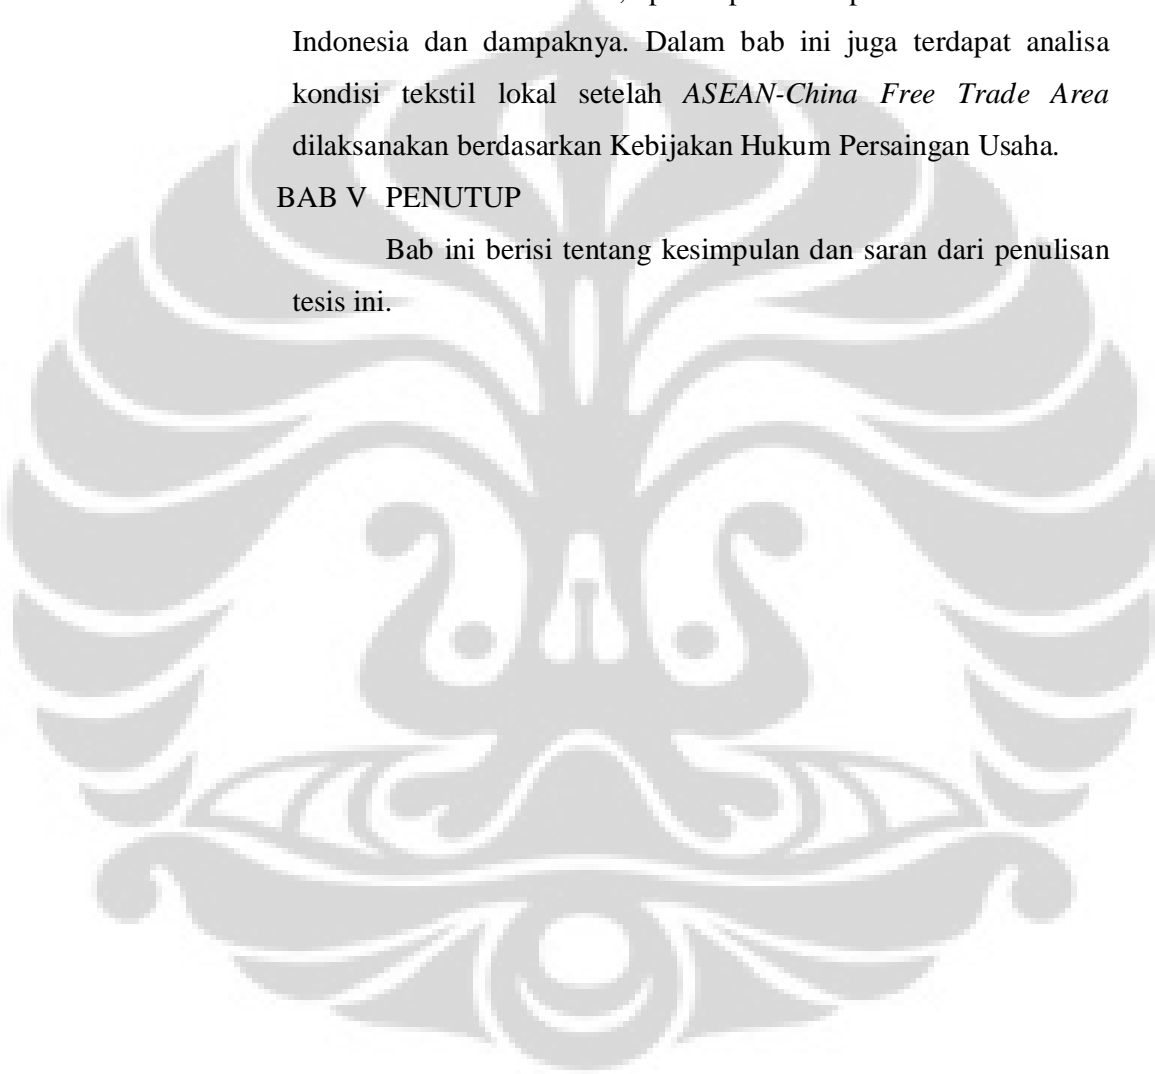 Indonesia dan dampaknya. Dalam bab ini juga terdapat analisa
kondisi tekstil lokal setelah ASEAN-China Free Trade Area
dilaksanakan berdasarkan Kebijakan Hukum Persaingan Usaha.
BAB V PENUTUP
Bab ini berisi tentang kesimpulan dan saran dari penulisan
tesis ini.